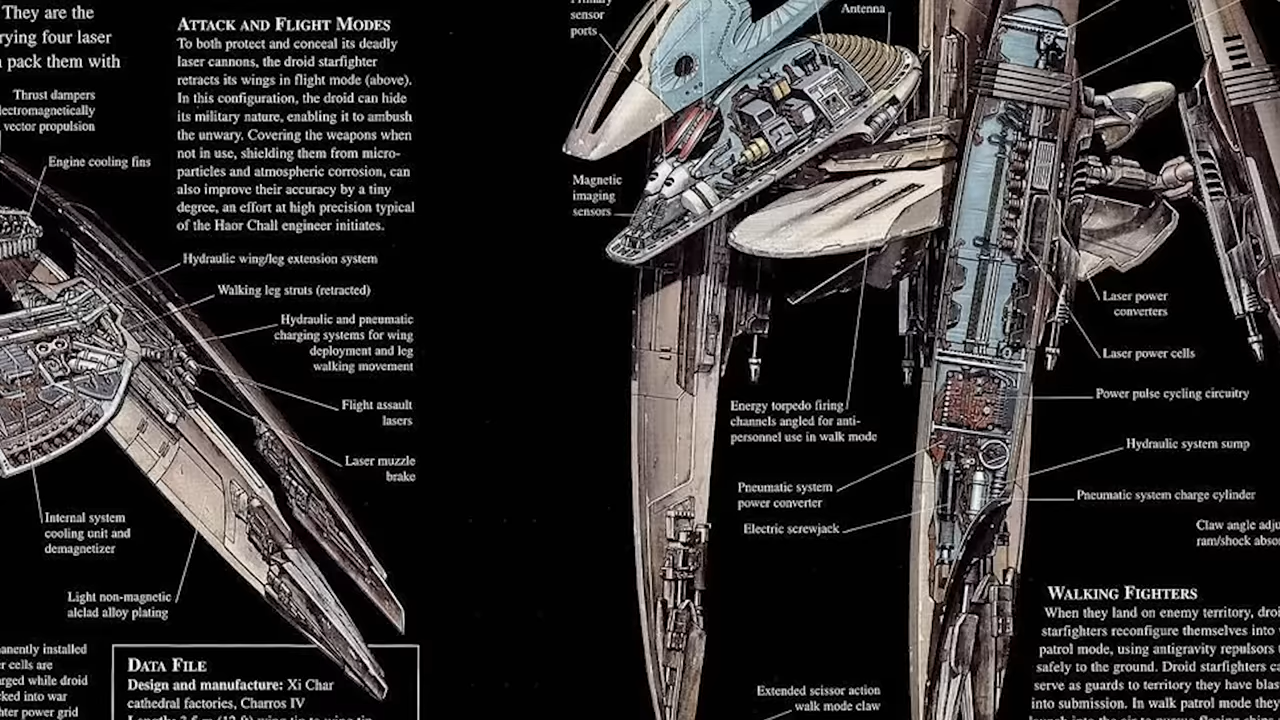 They are the
rying four laser
pack them with
Thrust dampers
lectromagnetically
vector propulsion
Engine cooling fins
ATTACK AND FLIGHT MODES
To both protect and conceal its deadly
laser cannons, the droid starfighter
retracts its wings in flight mode (above).
In this configuration, the droid can hide
its military nature, enabling it to ambush
the unwary. Covering the weapons when
not in use, shielding them from micro-
particles and atmospheric corrosion, can
also improve their accuracy by a tiny
degree, an effort at high precision typical
of the Haor Chall engineer initiates.
Hydraulic wing/leg extension system
Walking leg struts (retracted)
Hydraulic and pneumatic
charging systems for wing
deployment and leg
walking movement
Flight assault
lasers
Laser muzzle
brake
Internal system
cooling unit and
demagnetizer
Light non-magnetic
alclad alloy plating
anently installed
er cells are
arged while droid
cked into war
hter power grid
DATA FILE
Design and manufacture: Xi Char
cathedral factories, Charros IV
sensor
ports
Antenna
Magnetic
imaging
sensors
Energy torpedo firing
channels angled for anti-
personnel use in walk mode
Pneumatic system
power converter
Electric screwjack
Extended scissor action
walk mode claw
Laser power
converters
Laser power cells
Power pulse cycling circuitry
Hydraulic system sump
Pneumatic system charge cylinder
Claw angle adju
ram/shock abso
WALKING FIGHTERS
When they land on enemy territory, droi
starfighters reconfigure themselves into
patrol mode, using antigravity repulsors
safely to the ground. Droid starfighters ca
serve as guards to territory they have blas
into submission. In walk patrol mode they